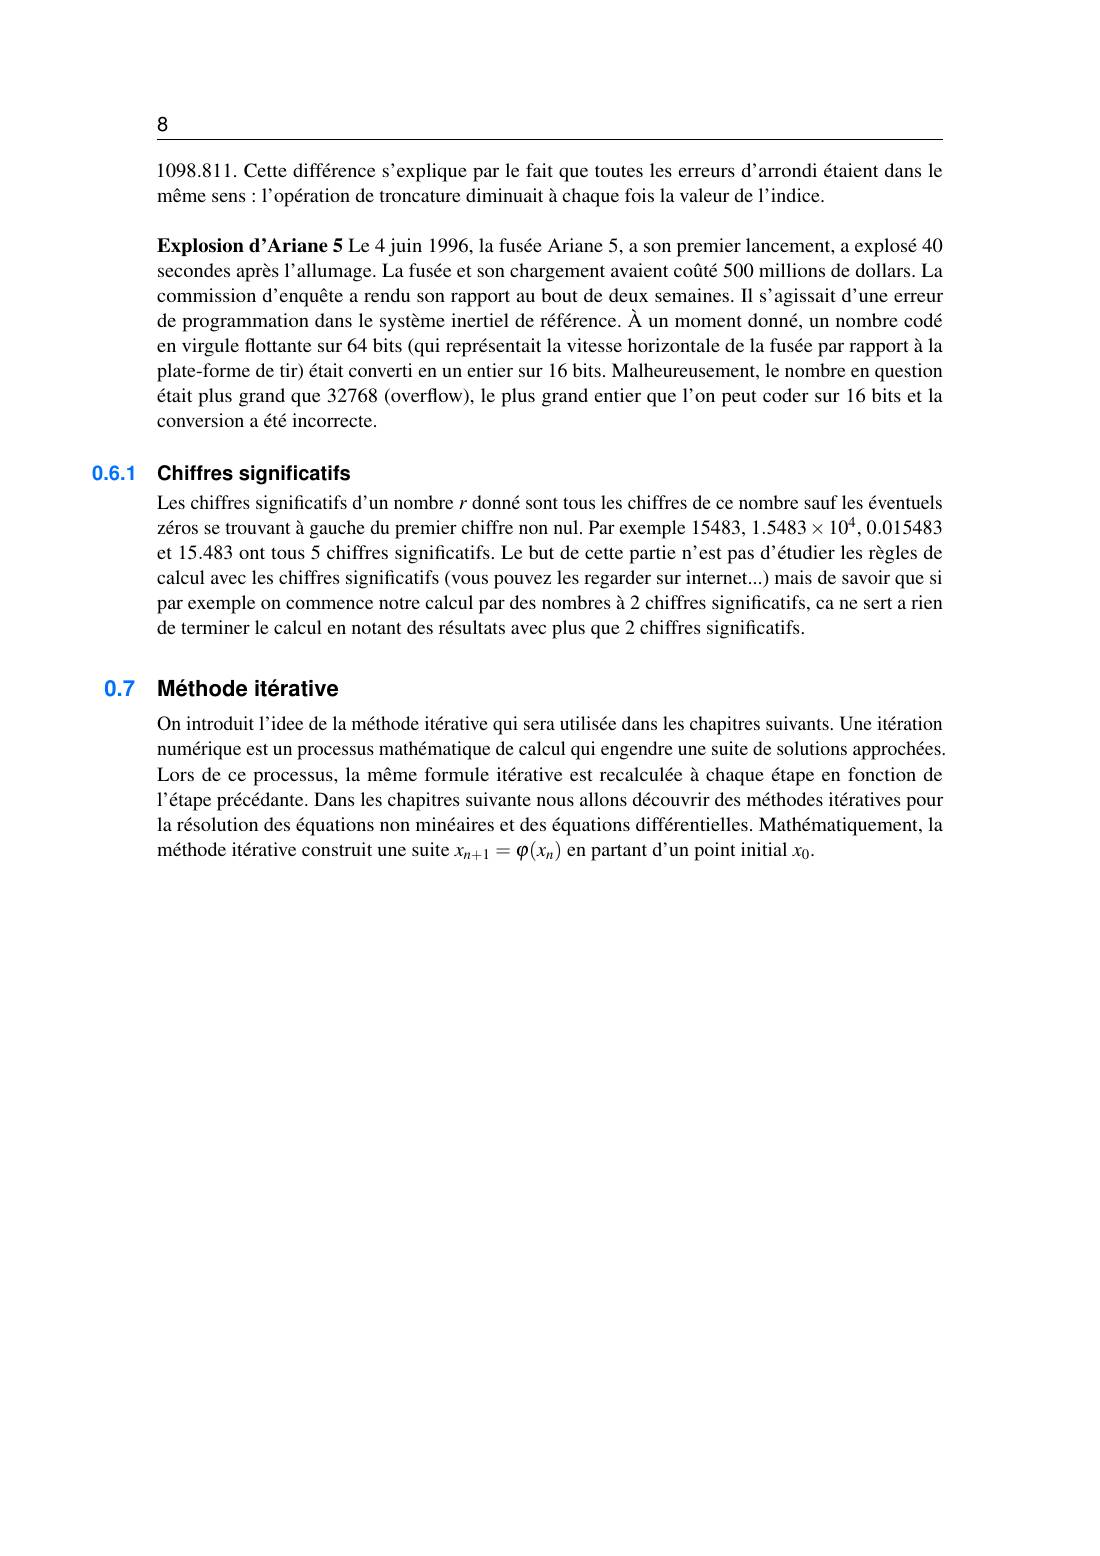 8
1098.811. Cette différence s'explique par le fait que toutes les erreurs d'arrondi étaient dans le
même sens : l'opération de troncature diminuait à chaque fois la valeur de l'indice.
Explosion d'Ariane 5 Le 4 juin 1996, la fusée Ariane 5, a son premier lancement, a explosé 40
secondes après l'allumage. La fusée et son chargement avaient coûté 500 millions de dollars. La
commission d'enquête a rendu son rapport au bout de deux semaines. Il s'agissait d'une erreur
de programmation dans le système inertiel de référence. À un moment donné, un nombre codé
en virgule flottante sur 64 bits (qui représentait la vitesse horizontale de la fusée par rapport à la
plate-forme de tir) était converti en un entier sur 16 bits. Malheureusement, le nombre en question
était plus grand que 32768 (overflow), le plus grand entier que l'on peut coder sur 16 bits et la
conversion a été incorrecte.
0.6.1 Chiffres significatifs
Les chiffres significatifs d'un nombre r donné sont tous les chiffres de ce nombre sauf les éventuels
zéros se trouvant à gauche du premier chiffre non nul. Par exemple 15483, 1.5483 × 10⁴, 0.015483
et 15.483 ont tous 5 chiffres significatifs. Le but de cette partie n'est pas d'étudier les règles de
calcul avec les chiffres significatifs (vous pouvez les regarder sur internet...) mais de savoir que si
par exemple on commence notre calcul par des nombres à 2 chiffres significatifs, ca ne sert a rien
de terminer le calcul en notant des résultats avec plus que 2 chiffres significatifs.
0.7 Méthode itérative
On introduit l'idee de la méthode itérative qui sera utilisée dans les chapitres suivants. Une itération
numérique est un processus mathématique de calcul qui engendre une suite de solutions approchées.
Lors de ce processus, la même formule itérative est recalculée à chaque étape en fonction de
l'étape précédante. Dans les chapitres suivante nous allons découvrir des méthodes itératives pour
la résolution des équations non minéaires et des équations différentielles. Mathématiquement, la
méthode itérative construit une suite xₙ₊₁ = φ(xₙ) en partant d'un point initial x₀.